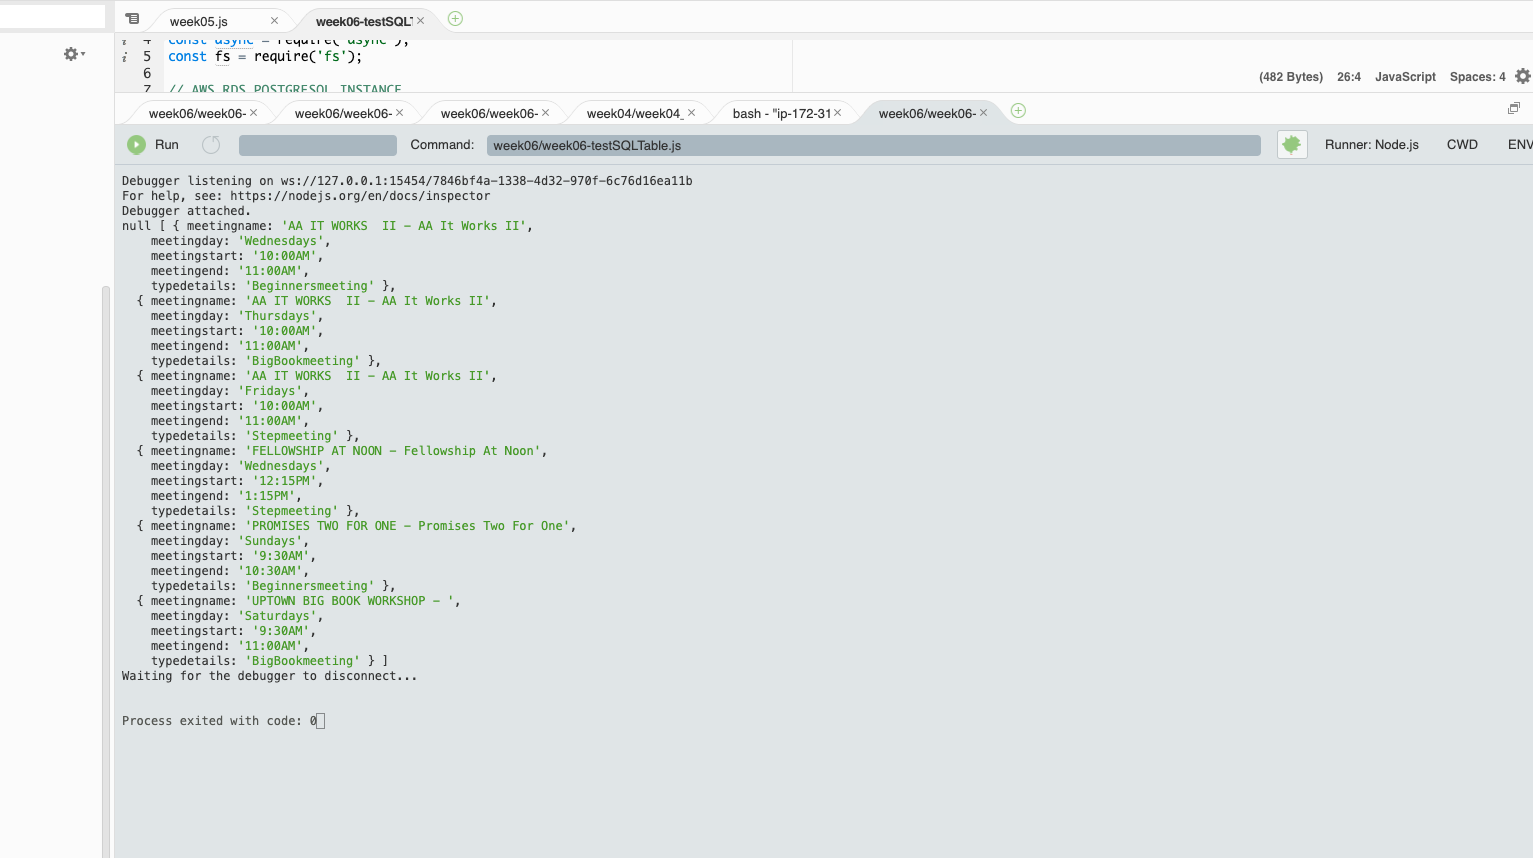 week05.js
week06-testSQLT
4 const async = require('async');
5 const fs = require('fs');
6
7 // AWS RDS POSTGRESQL INSTANCE
(482 Bytes) 26:4 JavaScript Spaces: 4
week06/week06- week06/week06- week06/week06- week04/week04_ bash - "ip-172-31 week06/week06-
Run Command: week06/week06-testSQLTable.js Runner: Node.js CWD ENV
Debugger listening on ws://127.0.0.1:15454/7846bf4a-1338-4d32-970f-6c76d16ea11b
For help, see: https://nodejs.org/en/docs/inspector
Debugger attached.
null [ { meetingname: 'AA IT WORKS  II - AA It Works II',
    meetingday: 'Wednesdays',
    meetingstart: '10:00AM',
    meetingend: '11:00AM',
    typedetails: 'Beginnersmeeting' },
  { meetingname: 'AA IT WORKS  II - AA It Works II',
    meetingday: 'Thursdays',
    meetingstart: '10:00AM',
    meetingend: '11:00AM',
    typedetails: 'BigBookmeeting' },
  { meetingname: 'AA IT WORKS  II - AA It Works II',
    meetingday: 'Fridays',
    meetingstart: '10:00AM',
    meetingend: '11:00AM',
    typedetails: 'Stepmeeting' },
  { meetingname: 'FELLOWSHIP AT NOON - Fellowship At Noon',
    meetingday: 'Wednesdays',
    meetingstart: '12:15PM',
    meetingend: '1:15PM',
    typedetails: 'Stepmeeting' },
  { meetingname: 'PROMISES TWO FOR ONE - Promises Two For One',
    meetingday: 'Sundays',
    meetingstart: '9:30AM',
    meetingend: '10:30AM',
    typedetails: 'Beginnersmeeting' },
  { meetingname: 'UPTOWN BIG BOOK WORKSHOP - ',
    meetingday: 'Saturdays',
    meetingstart: '9:30AM',
    meetingend: '11:00AM',
    typedetails: 'BigBookmeeting' } ]
Waiting for the debugger to disconnect...
Process exited with code: 0